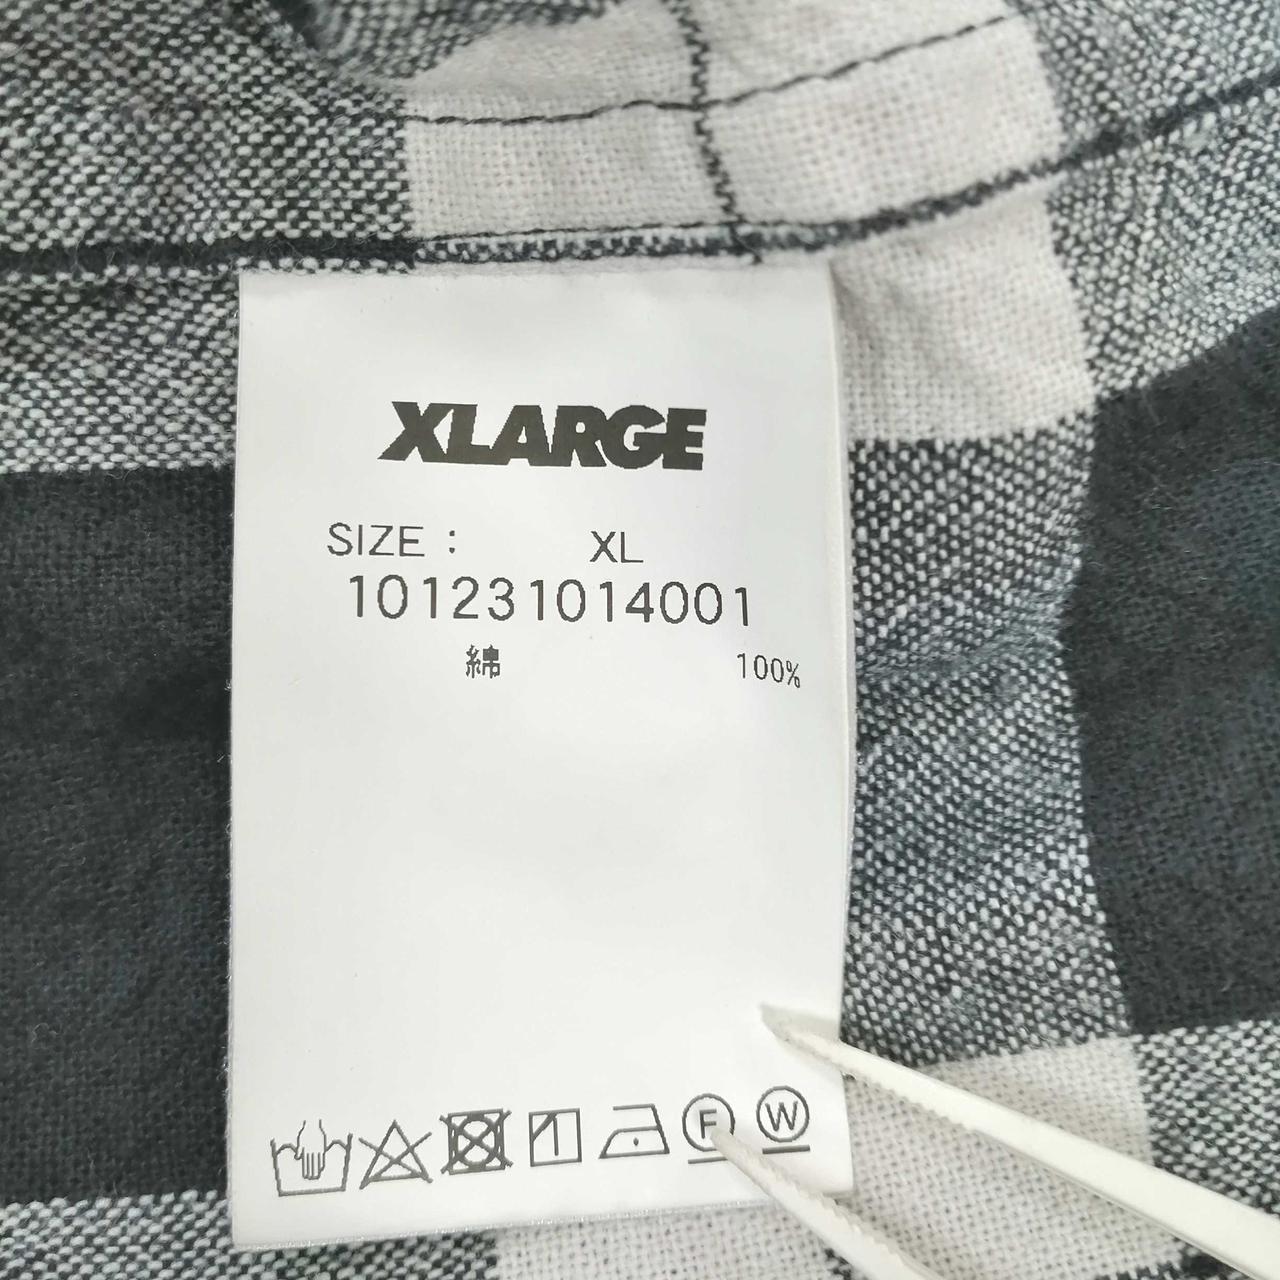 XLARGE
SIZE : XL
101231014001
綿 100%
F W